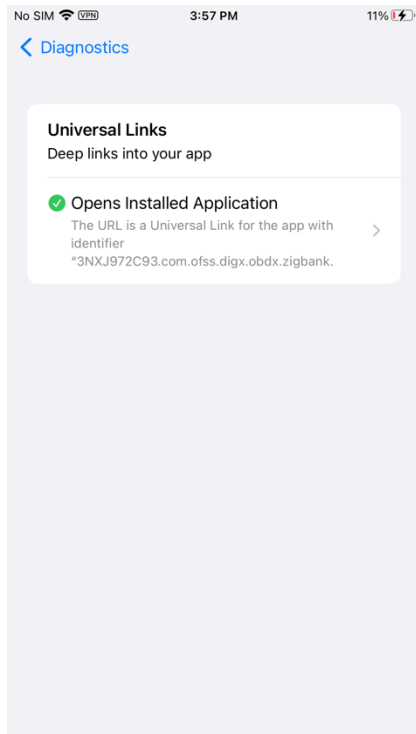 No SIM VPN 3:57 PM 11%
Diagnostics
Universal Links
Deep links into your app
Opens Installed Application
The URL is a Universal Link for the app with
identifier
"3NXJ972C93.com.ofss.digx.obdx.zigbank.